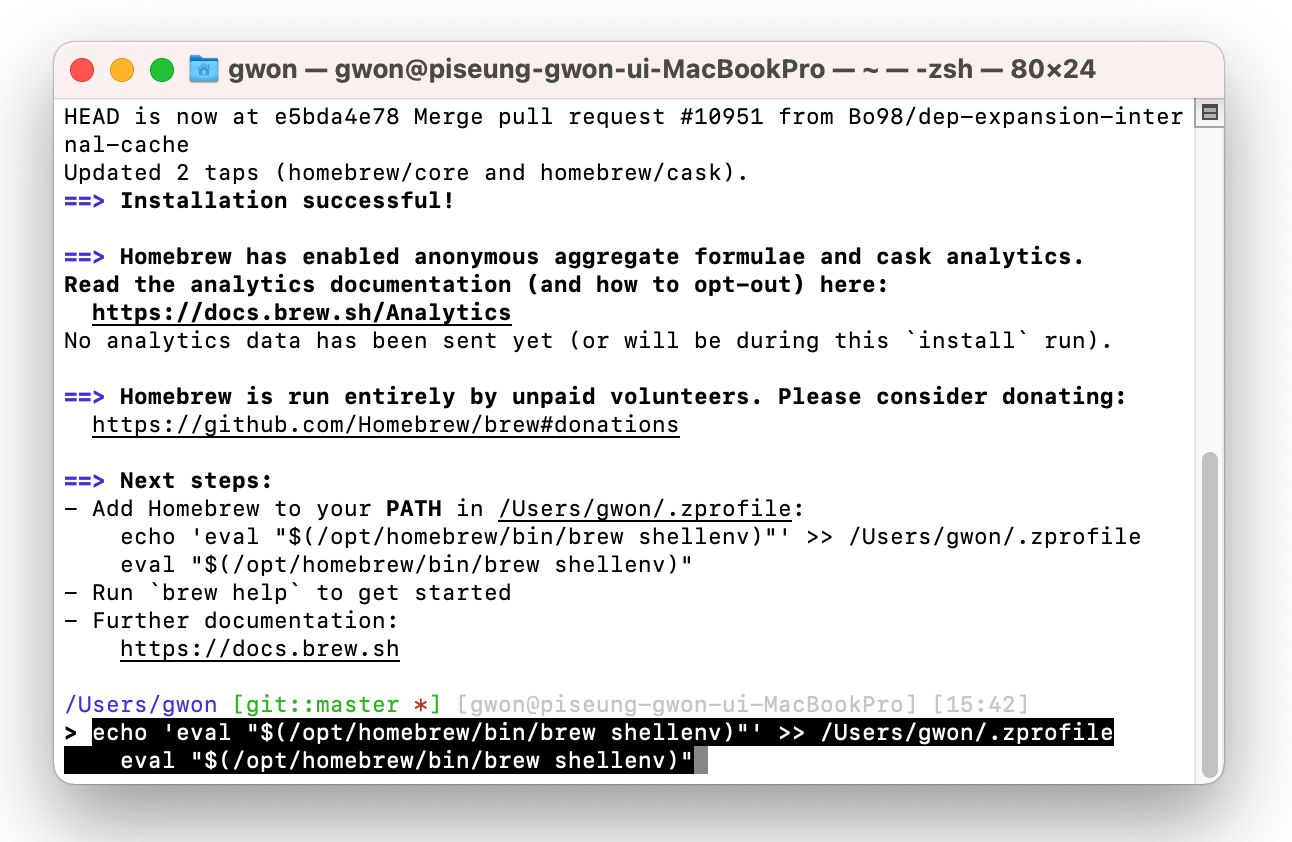 gwon — gwon@piseung-gwon-ui-MacBookPro — ~ — -zsh — 80×24
HEAD is now at e5bda4e78 Merge pull request #10951 from Bo98/dep-expansion-inter
nal-cache
Updated 2 taps (homebrew/core and homebrew/cask).
==> Installation successful!

==> Homebrew has enabled anonymous aggregate formulae and cask analytics.
Read the analytics documentation (and how to opt-out) here:
  https://docs.brew.sh/Analytics
No analytics data has been sent yet (or will be during this `install` run).

==> Homebrew is run entirely by unpaid volunteers. Please consider donating:
  https://github.com/Homebrew/brew#donations

==> Next steps:
- Add Homebrew to your PATH in /Users/gwon/.zprofile:
    echo 'eval "$(/opt/homebrew/bin/brew shellenv)"' >> /Users/gwon/.zprofile
    eval "$(/opt/homebrew/bin/brew shellenv)"
- Run `brew help` to get started
- Further documentation:
    https://docs.brew.sh

/Users/gwon [git::master *] [gwon@piseung-gwon-ui-MacBookPro] [15:42]
> echo 'eval "$(/opt/homebrew/bin/brew shellenv)"' >> /Users/gwon/.zprofile
    eval "$(/opt/homebrew/bin/brew shellenv)"